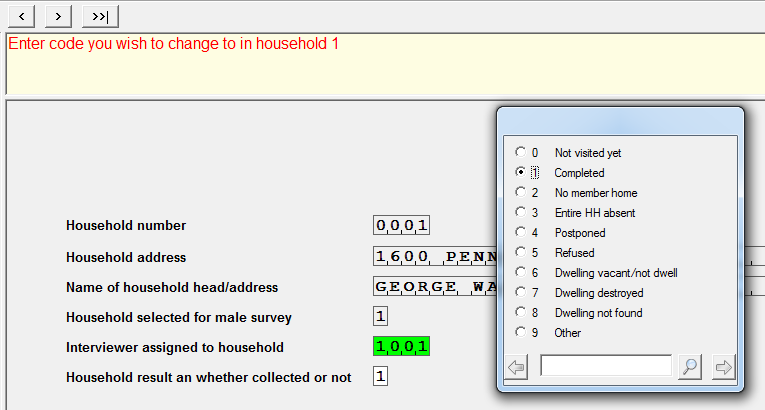 < > >>|
Enter code you wish to change to in household 1
0 Not visited yet
1 Completed
2 No member home
3 Entire HH absent
4 Postponed
5 Refused
6 Dwelling vacant/not dwell
7 Dwelling destroyed
8 Dwelling not found
9 Other
Household number 0001
Household address 1600 PENN
Name of household head/address GEORGE WA
Household selected for male survey 1
Interviewer assigned to household 1001
Household result an whether collected or not 1